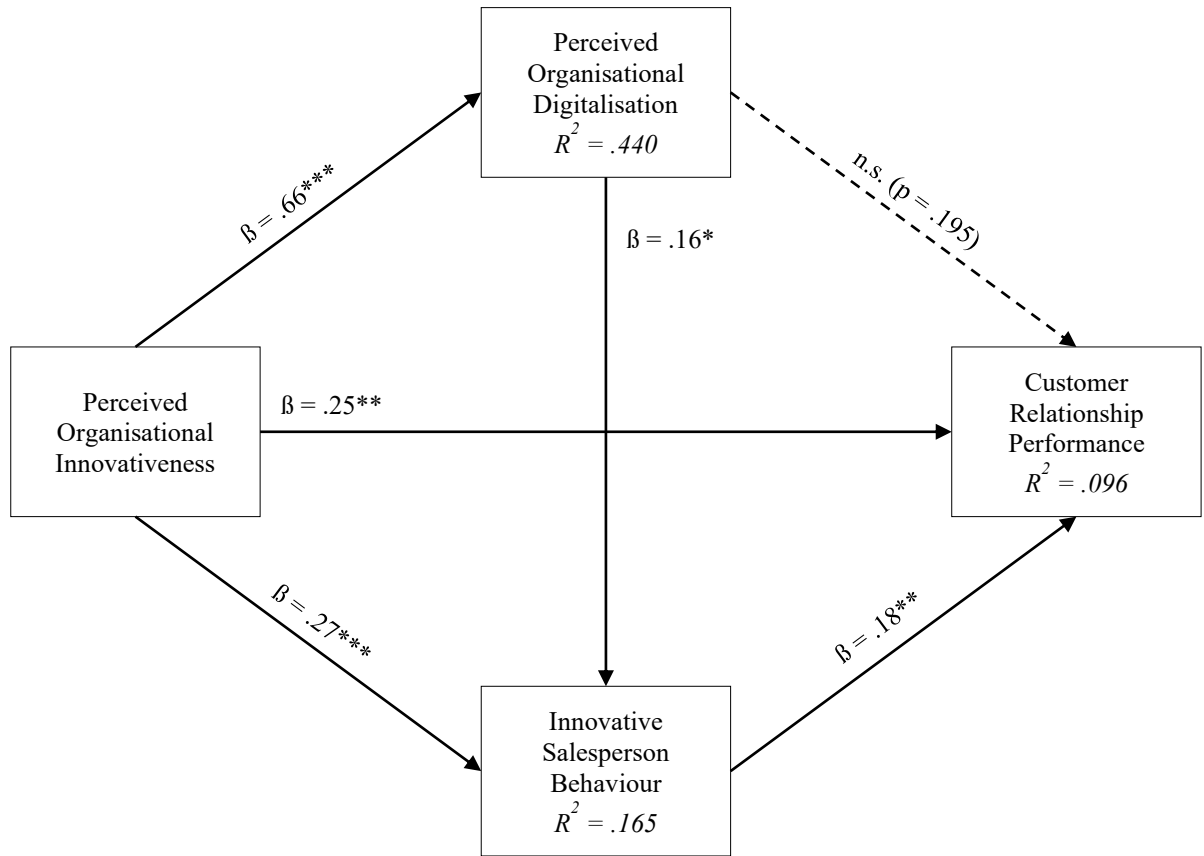 Perceived
Organisational
Digitalisation
R² = .440
ß = .66***
n.s. (p = .195)
ß = .16*
Perceived
Organisational
Innovativeness
ß = .25**
Customer
Relationship
Performance
R² = .096
ß = .27***
ß = .18**
Innovative
Salesperson
Behaviour
R² = .165